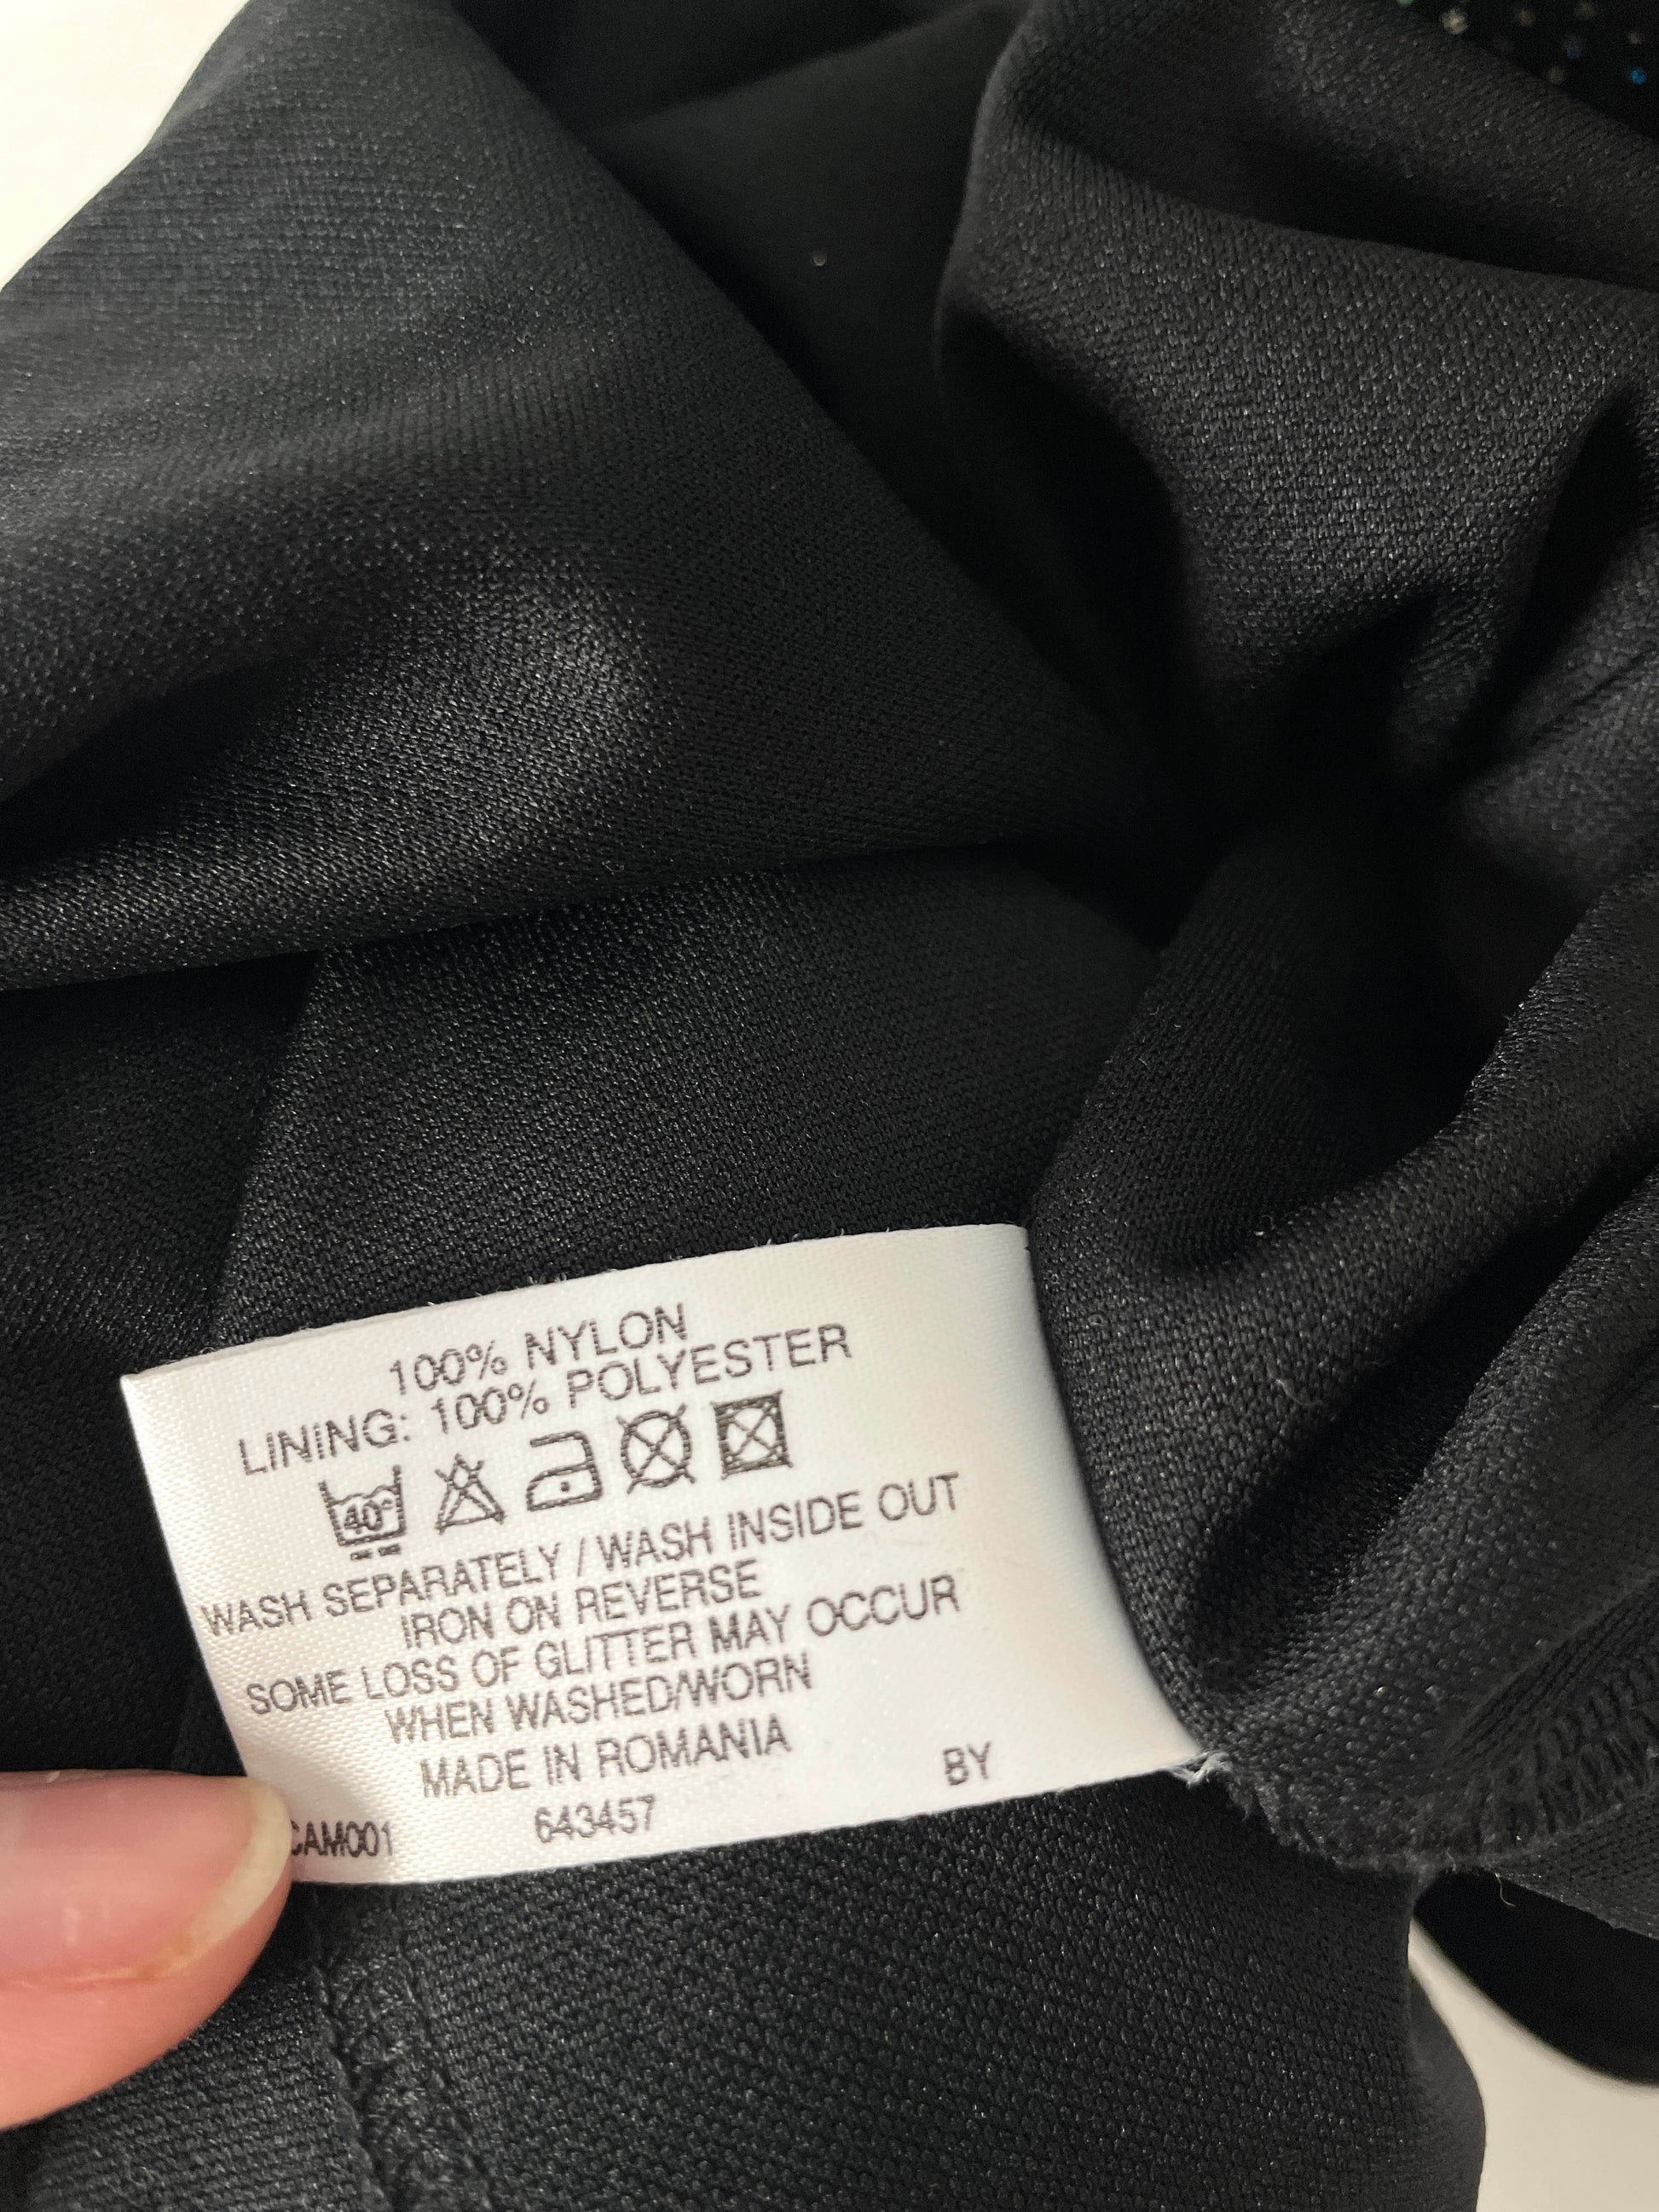 100% NYLON
LINING: 100% POLYESTER
40°
WASH SEPARATELY / WASH INSIDE OUT
IRON ON REVERSE
SOME LOSS OF GLITTER MAY OCCUR
WHEN WASHED/WORN
MADE IN ROMANIA
CAM001 643457 BY